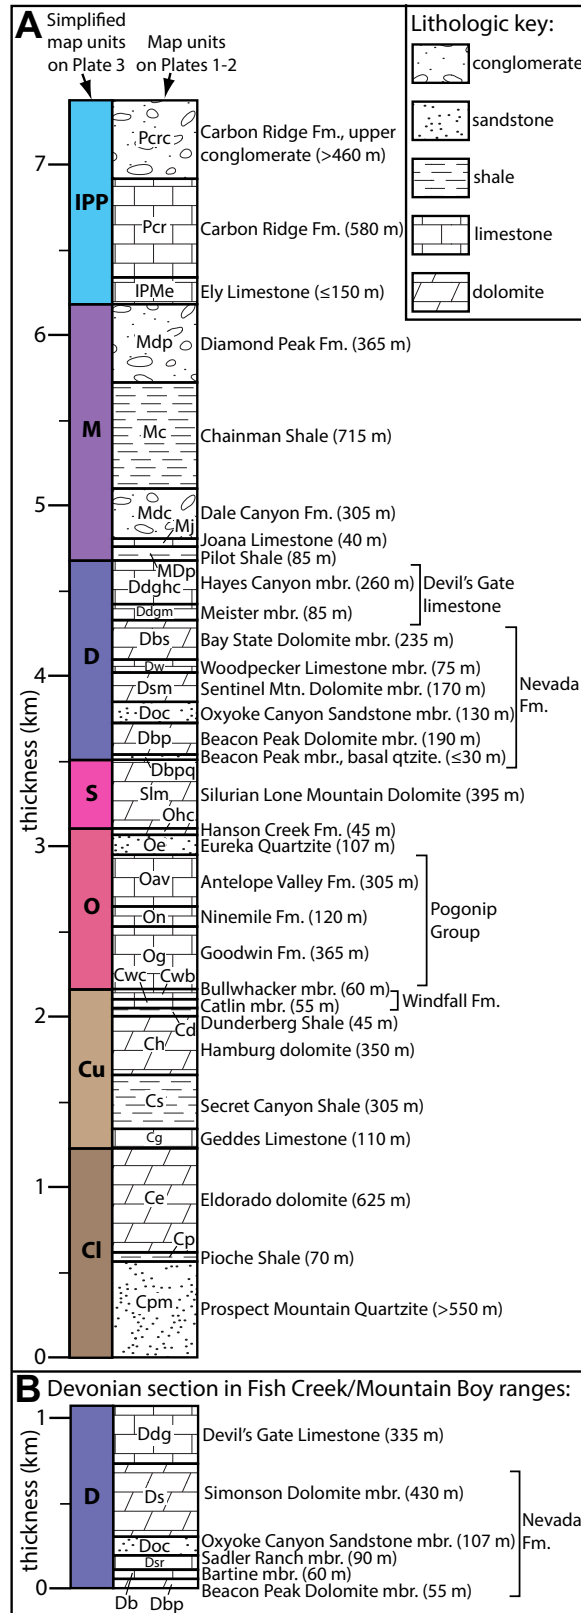 A
Simplified
map units
on Plate 3
Map units
on Plates 1-2
Lithologic key:
conglomerate
sandstone
shale
limestone
dolomite
thickness (km)
7
6
5
4
3
2
1
0
IPP
M
D
S
O
Cu
Cl
Pcrc
Carbon Ridge Fm., upper
conglomerate (>460 m)
Pcr
Carbon Ridge Fm. (580 m)
IPMe
Ely Limestone (≤150 m)
Mdp
Diamond Peak Fm. (365 m)
Mc
Chainman Shale (715 m)
Mdc
Dale Canyon Fm. (305 m)
Mj
Joana Limestone (40 m)
Pilot Shale (85 m)
MDp
Ddghc
Hayes Canyon mbr. (260 m)
Devil's Gate
limestone
Ddgm
Meister mbr. (85 m)
Dbs
Bay State Dolomite mbr. (235 m)
Dw
Woodpecker Limestone mbr. (75 m)
Dsm
Sentinel Mtn. Dolomite mbr. (170 m)
Nevada
Fm.
Doc
Oxyoke Canyon Sandstone mbr. (130 m)
Dbp
Beacon Peak Dolomite mbr. (190 m)
Beacon Peak mbr., basal qtzite. (≤30 m)
Dbpq
Slm
Silurian Lone Mountain Dolomite (395 m)
Ohc
Hanson Creek Fm. (45 m)
Oe
Eureka Quartzite (107 m)
Oav
Antelope Valley Fm. (305 m)
On
Ninemile Fm. (120 m)
Pogonip
Group
Og
Goodwin Fm. (365 m)
Cwc
Cwb
Bullwhacker mbr. (60 m)
Catlin mbr. (55 m)
Windfall Fm.
Cd
Dunderberg Shale (45 m)
Ch
Hamburg dolomite (350 m)
Cs
Secret Canyon Shale (305 m)
Cg
Geddes Limestone (110 m)
Ce
Eldorado dolomite (625 m)
Cp
Pioche Shale (70 m)
Cpm
Prospect Mountain Quartzite (>550 m)
B
Devonian section in Fish Creek/Mountain Boy ranges:
thickness (km)
1
0
D
Ddg
Devil's Gate Limestone (335 m)
Ds
Simonson Dolomite mbr. (430 m)
Nevada
Fm.
Doc
Oxyoke Canyon Sandstone mbr. (107 m)
Dsr
Sadler Ranch mbr. (90 m)
Bartine mbr. (60 m)
Beacon Peak Dolomite mbr. (55 m)
Db
Dbp